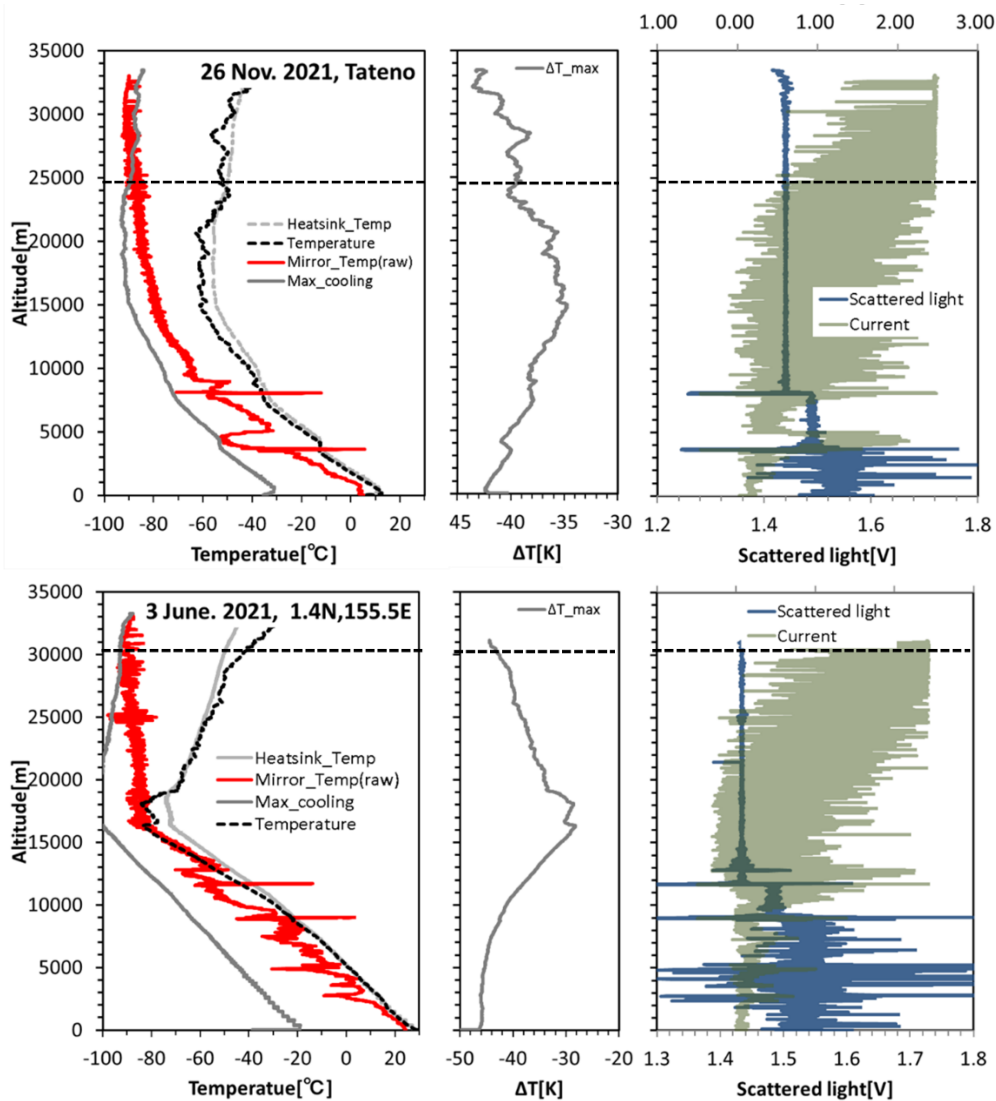 1.00 0.00 1.00 2.00 3.00
35000
26 Nov. 2021, Tateno
ΔT_max
30000
25000
Heatsink_Temp
20000
Temperature
Mirror_Temp(raw)
Max_cooling
Scattered light
15000
Current
10000
5000
0
Altitude[m]
-100 -80 -60 -40 -20 0 20
45 -40 -35 -30
1.2 1.4 1.6 1.8
Temperatue[℃]
ΔT[K]
Scattered light[V]
35000
3 June. 2021, 1.4N,155.5E
ΔT_max
Scattered light
Current
30000
25000
Heatsink_Temp
20000
Mirror_Temp(raw)
Max_cooling
Temperature
15000
10000
5000
0
Altitude[m]
-100 -80 -60 -40 -20 0 20
-50 -40 -30 -20
1.3 1.4 1.5 1.6 1.7 1.8
Temperatue[℃]
ΔT[K]
Scattered light[V]